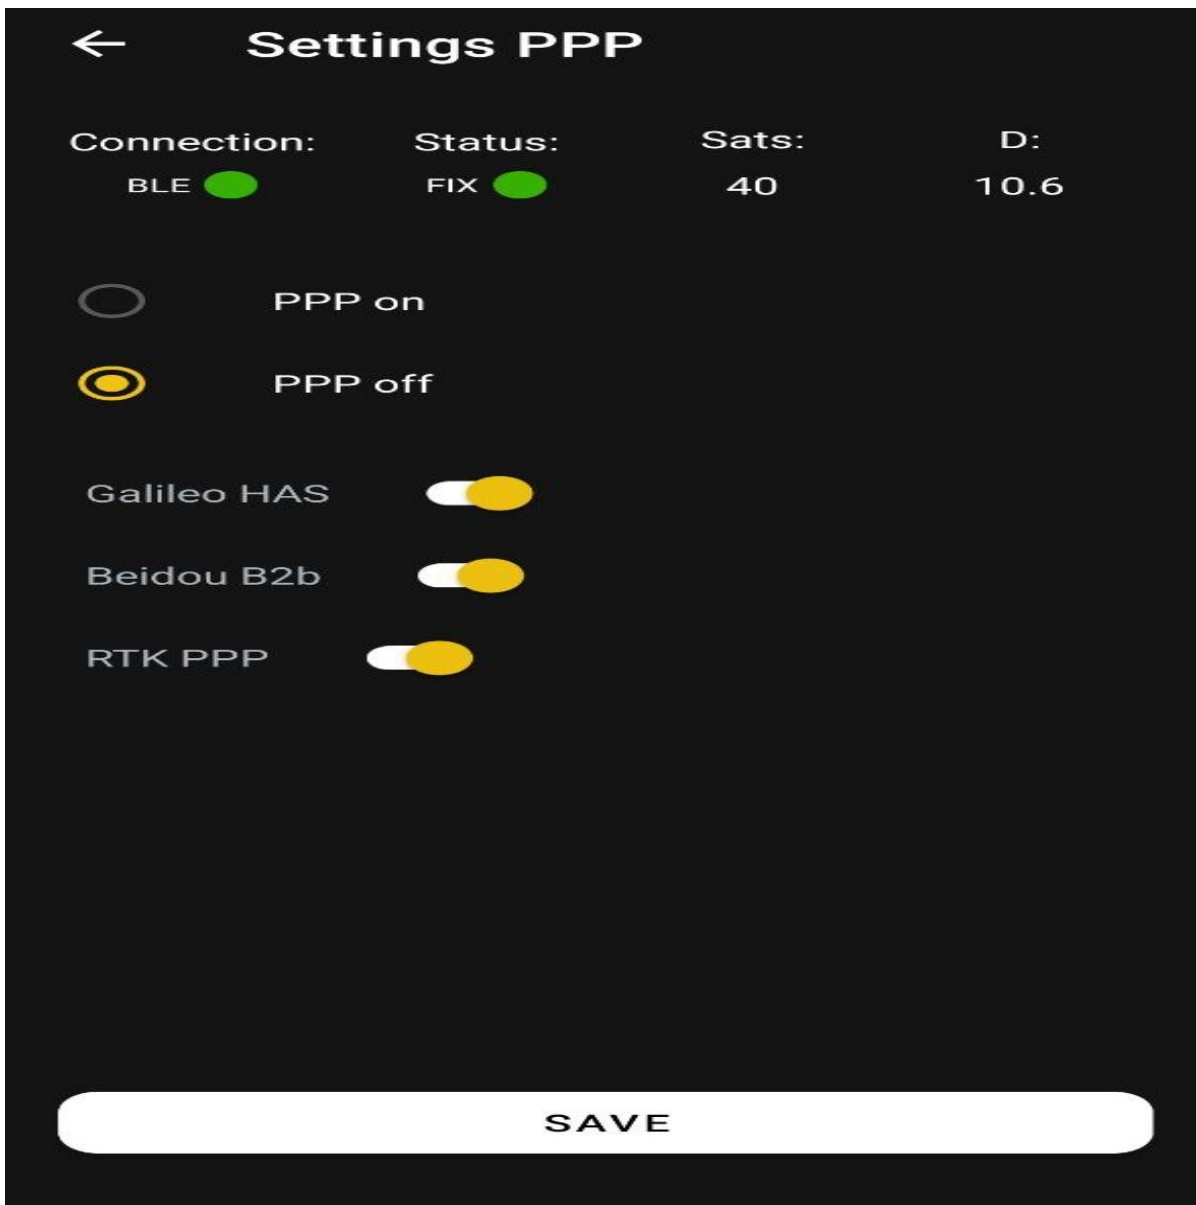 Settings PPP
Connection: Status: Sats: D:
BLE FIX 40 10.6
PPP on
PPP off
Galileo HAS
Beidou B2b
RTK PPP
SAVE